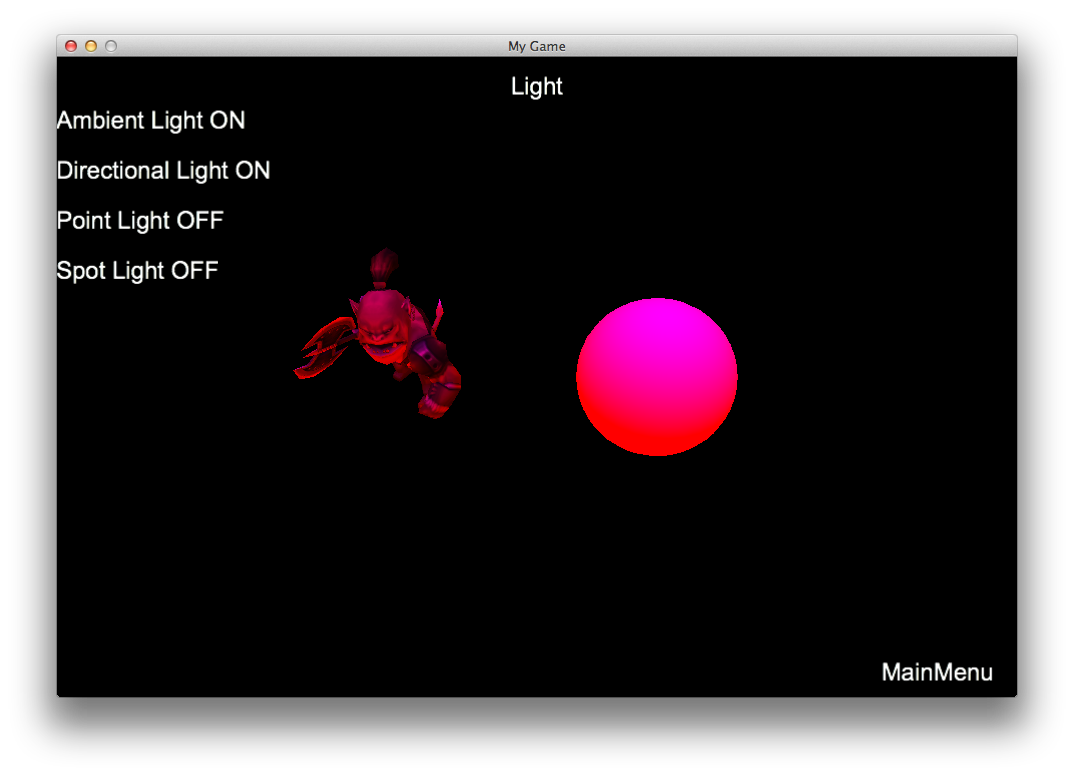 My Game
Light
Ambient Light ON
Directional Light ON
Point Light OFF
Spot Light OFF
MainMenu